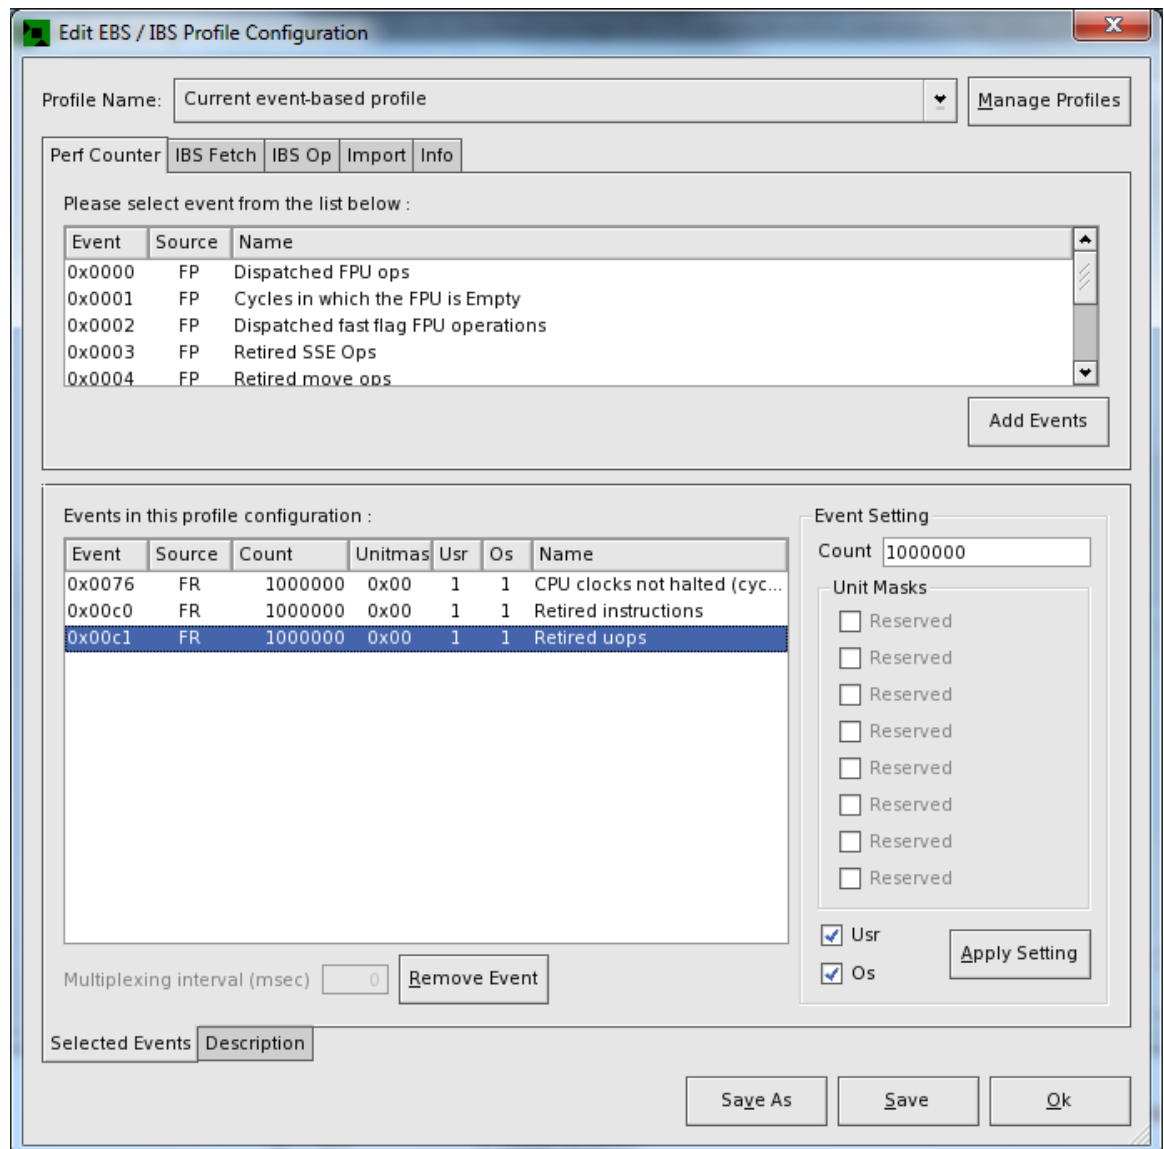 Edit EBS / IBS Profile Configuration
X
Profile Name: Current event-based profile Manage Profiles
Perf Counter IBS Fetch IBS Op Import Info
Please select event from the list below :
Event Source Name
0x0000 FP Dispatched FPU ops
0x0001 FP Cycles in which the FPU is Empty
0x0002 FP Dispatched fast flag FPU operations
0x0003 FP Retired SSE Ops
0x0004 FP Retired move ops
Add Events
Events in this profile configuration :
Event Source Count Unitmas Usr Os Name
0x0076 FR 1000000 0x00 1 1 CPU clocks not halted (cyc...
0x00c0 FR 1000000 0x00 1 1 Retired instructions
0x00c1 FR 1000000 0x00 1 1 Retired uops
Multiplexing interval (msec) 0 Remove Event
Event Setting
Count 1000000
Unit Masks
Reserved
Reserved
Reserved
Reserved
Reserved
Reserved
Reserved
Reserved
Usr
Os
Apply Setting
Selected Events Description
Save As Save Ok